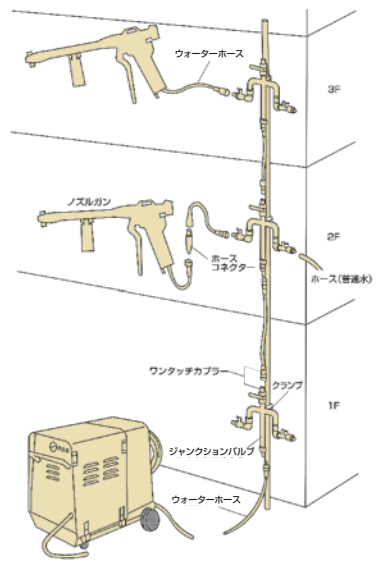 ウォーターホース
3F
ノズルガン
2F
ホース
コネクター
ホース(普通水)
ワンタッチカプラー
クランプ
1F
ジャンクションバルブ
ウォーターホース